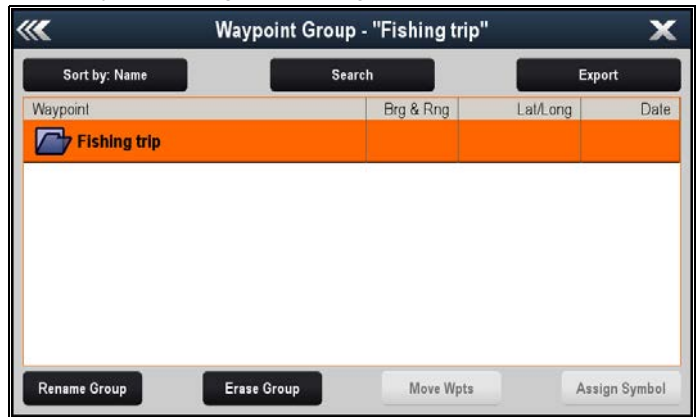 Waypoint Group - "Fishing trip"
Sort by: Name Search Export
Waypoint Brg & Rng Lat/Long Date
Fishing trip
Rename Group Erase Group Move Wpts Assign Symbol